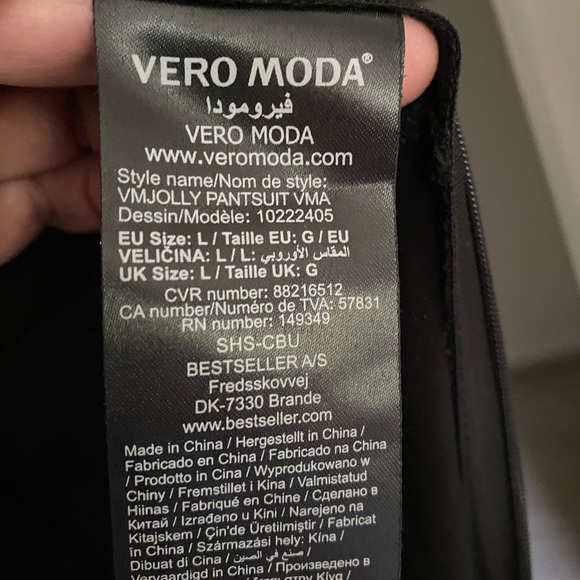 VERO MODA®
فيرومودا
VERO MODA
www.veromoda.com
Style name/Nom de style:
VMJOLLY PANTSUIT VMA
Dessin/Modèle: 10222405
EU Size: L / Taille EU: G / EU
VELIČINA: L / L: المقاس الأوروبي
UK Size: L / Taille UK: G
CVR number: 88216512
CA number/Numéro de TVA: 57831
RN number: 149349
SHS-CBU
BESTSELLER A/S
Fredsskovvej
DK-7330 Brande
www.bestseller.com
Made in China / Hergestellt in China /
Fabricado en China / Fabricado na China
/ Prodotto in Cina / Wyprodukowano w
Chiny / Fremstillet i Kina / Valmistatud
Hiinas / Fabriqué en Chine / Сделано в
Китай / Izrađeno u Kini / Narejeno na
Kitajskem / Çin'de Üretilmiştir / Fabricat
în China / Származási hely: Kína /
Dibuat di Cina / صنع في الصين /
Vervaardigd in China / Произведено в